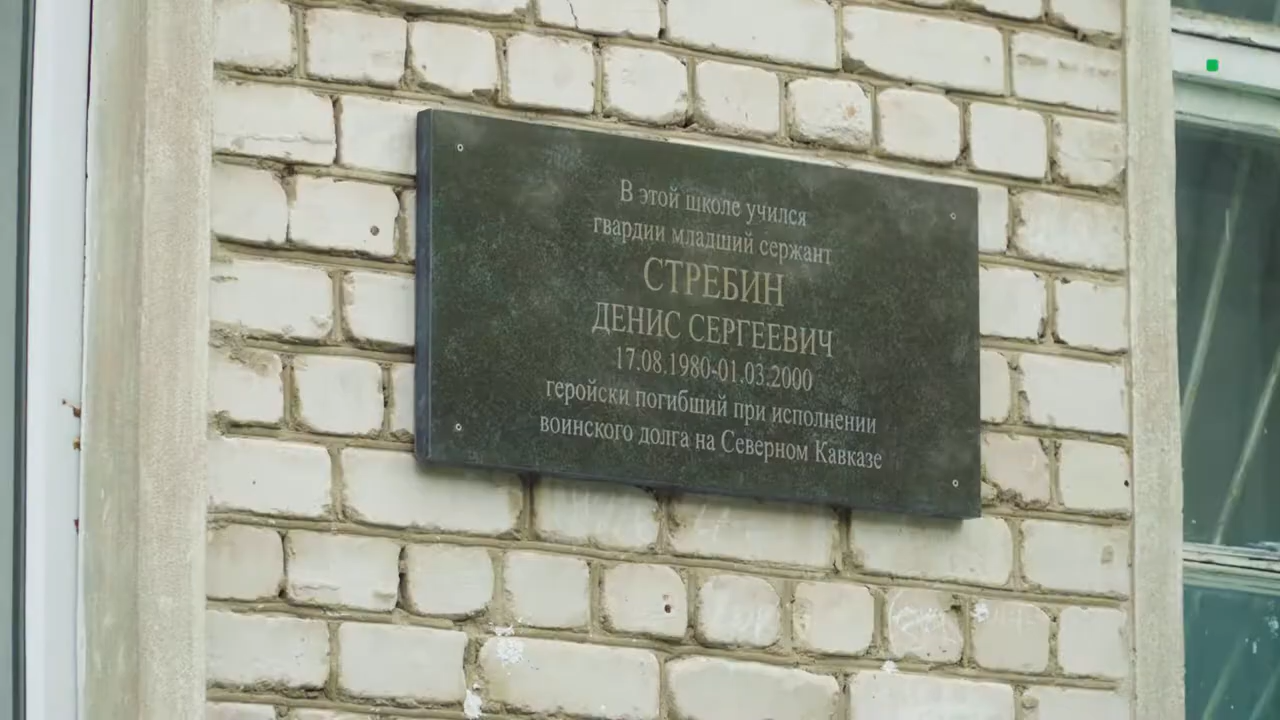 В этой школе учился
гвардии младший сержант
СТРЕБИН
ДЕНИС СЕРГЕЕВИЧ
17.08.1980-01.03.2000
геройски погибший при исполнении
воинского долга на Северном Кавказе